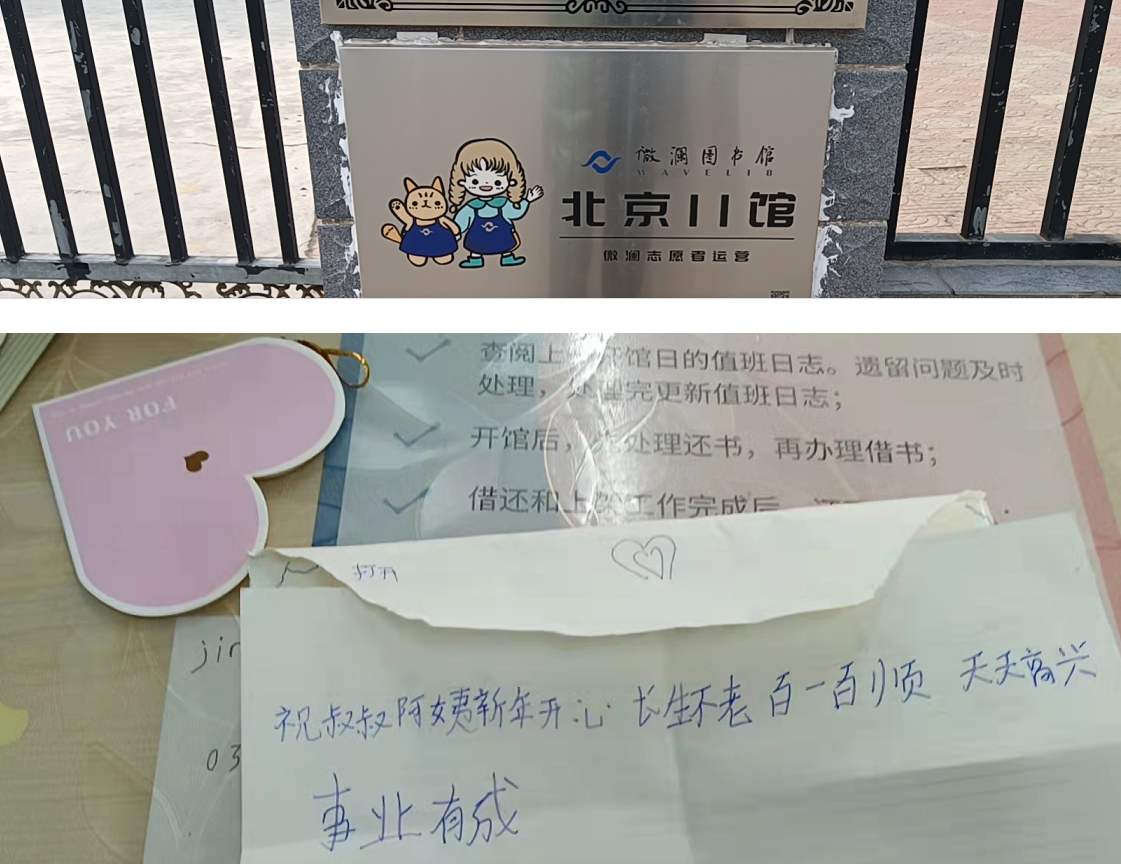 微澜图书馆
WAVELIB
北京11馆
微澜志愿者运营
FOR YOU
查阅上 开馆日的值班日志。遗留问题及时
处理，处理完更新值班日志；
开馆后，先处理还书，再办理借书；
借还和上架工作完成后
打开
jin
03
祝叔叔阿姨新年开心 长生不老 百一百顺 天天高兴
事业有成